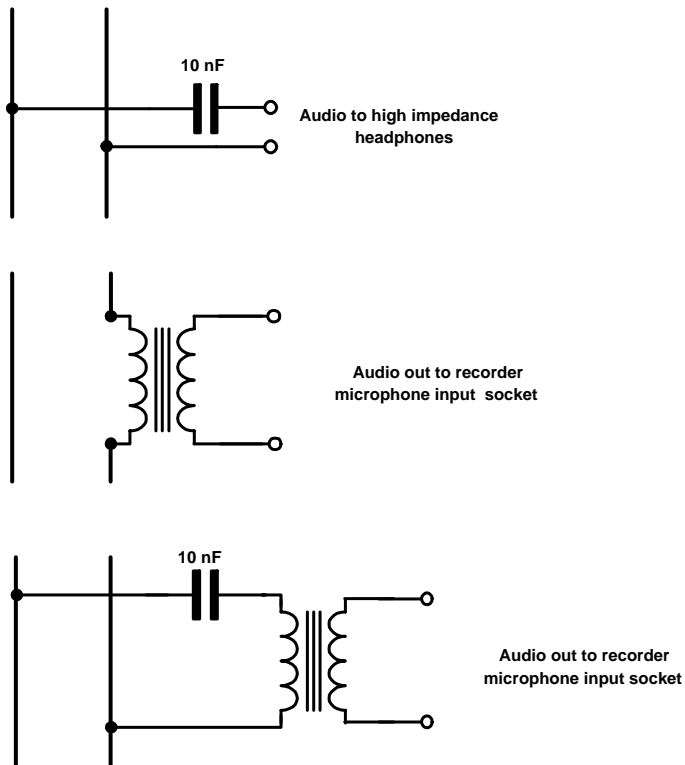 10 nF
Audio to high impedance
headphones
Audio out to recorder
microphone input socket
10 nF
Audio out to recorder
microphone input socket